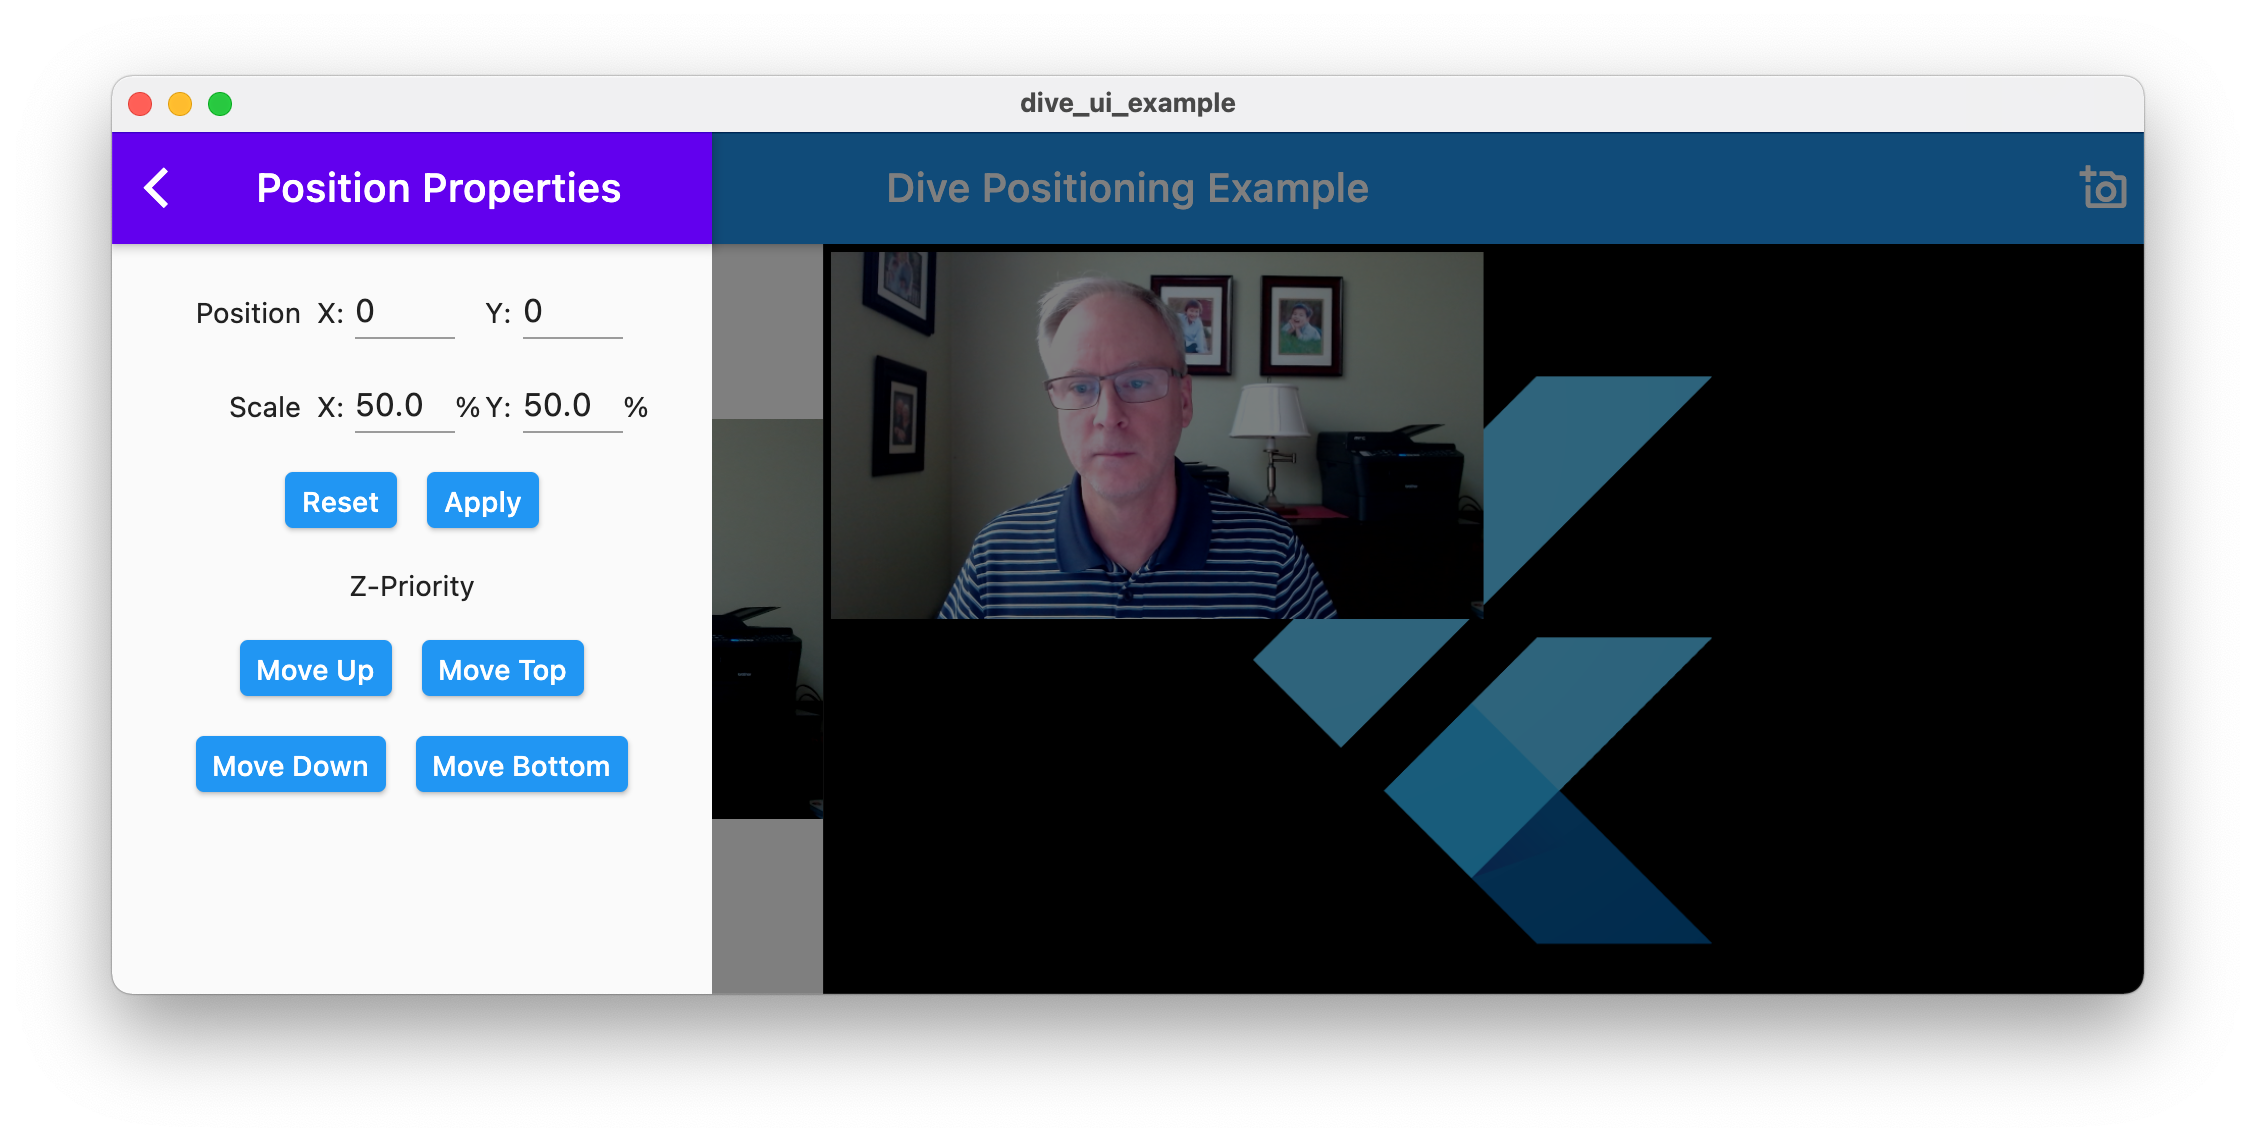 dive_ui_example
Position Properties
Dive Positioning Example
Position X: 0 Y: 0
Scale X: 50.0 % Y: 50.0 %
Reset Apply
Z-Priority
Move Up Move Top
Move Down Move Bottom